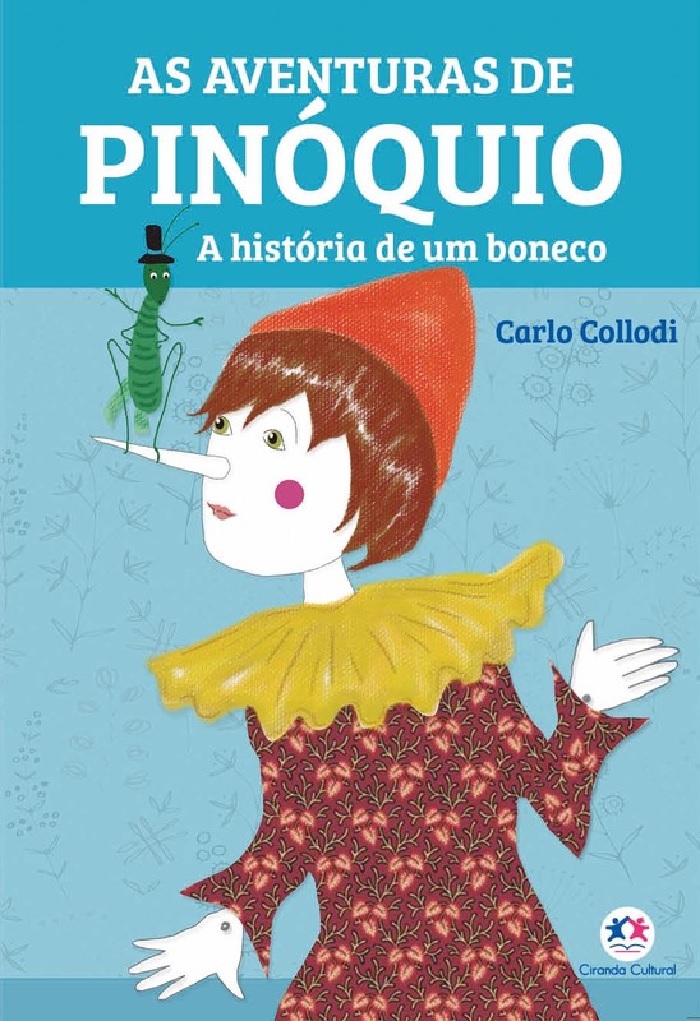 AS AVENTURAS DE
PINÓQUIO
A história de um boneco
Carlo Collodi
Ciranda Cultural